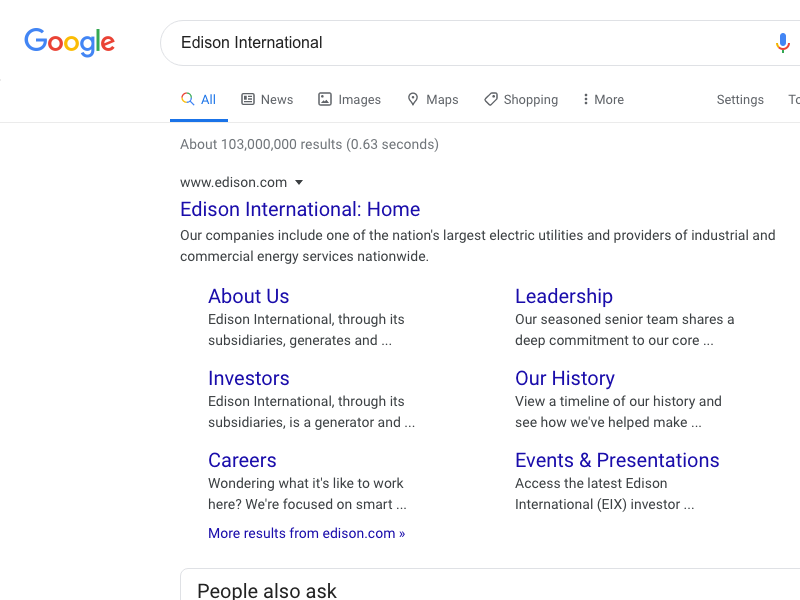 Google
Edison International
All News Images Maps Shopping More Settings
About 103,000,000 results (0.63 seconds)
www.edison.com
Edison International: Home
Our companies include one of the nation's largest electric utilities and providers of industrial and
commercial energy services nationwide.
About Us
Edison International, through its
subsidiaries, generates and ...
Leadership
Our seasoned senior team shares a
deep commitment to our core ...
Investors
Edison International, through its
subsidiaries, is a generator and ...
Our History
View a timeline of our history and
see how we've helped make ...
Careers
Wondering what it's like to work
here? We're focused on smart ...
Events & Presentations
Access the latest Edison
International (EIX) investor ...
More results from edison.com »
People also ask